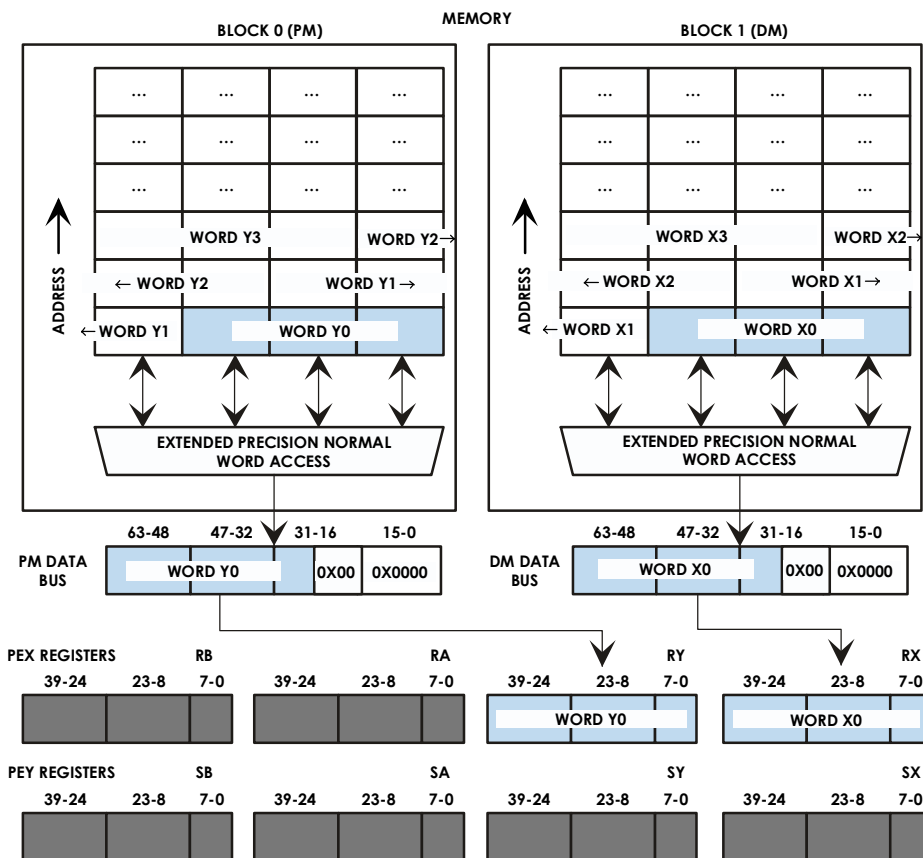 MEMORY
BLOCK 0 (PM) BLOCK 1 (DM)
... ... ... ... ... ... ... ...
... ... ... ... ... ... ... ...
... ... ... ... ... ... ... ...
WORD Y3 WORD Y2→ WORD X3 WORD X2→
ADDRESS ADDRESS
← WORD Y2 WORD Y1→ ←WORD X2 WORD X1→
←WORD Y1 WORD Y0 ←WORD X1 WORD X0
EXTENDED PRECISION NORMAL EXTENDED PRECISION NORMAL
WORD ACCESS WORD ACCESS
63-48 47-32 31-16 15-0 63-48 47-32 31-16 15-0
PM DATA WORD Y0 0X00 0X0000 DM DATA WORD X0 0X00 0X0000
BUS BUS
PEX REGISTERS RB RA RY RX
39-24 23-8 7-0 39-24 23-8 7-0 39-24 23-8 7-0 39-24 23-8 7-0
WORD Y0 WORD X0
PEY REGISTERS SB SA SY SX
39-24 23-8 7-0 39-24 23-8 7-0 39-24 23-8 7-0 39-24 23-8 7-0